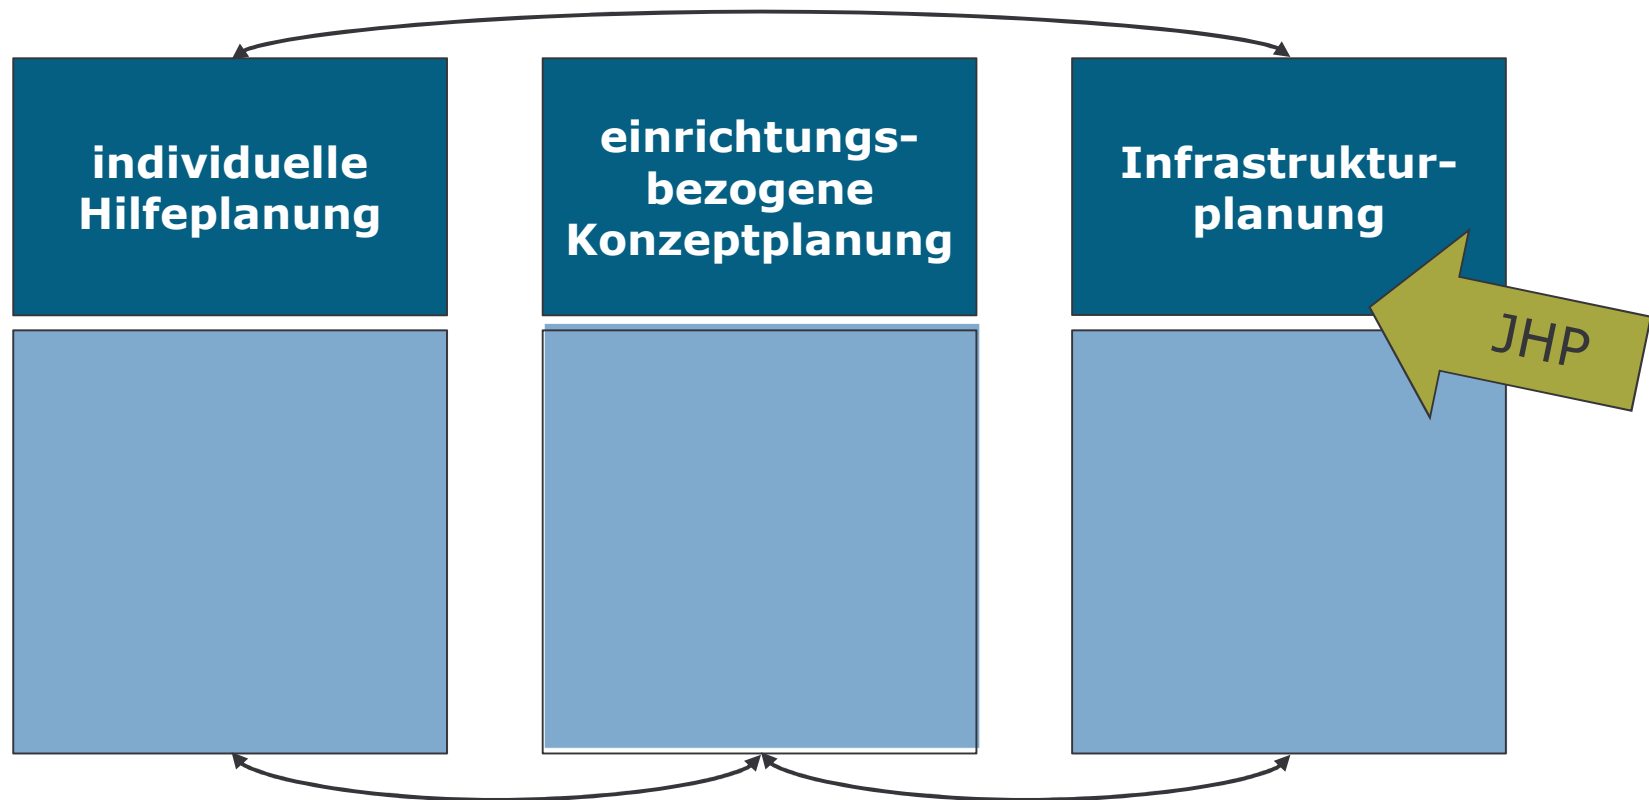 individuelle
Hilfeplanung
einrichtungs-
bezogene
Konzeptplanung
Infrastruktur-
planung
JHP